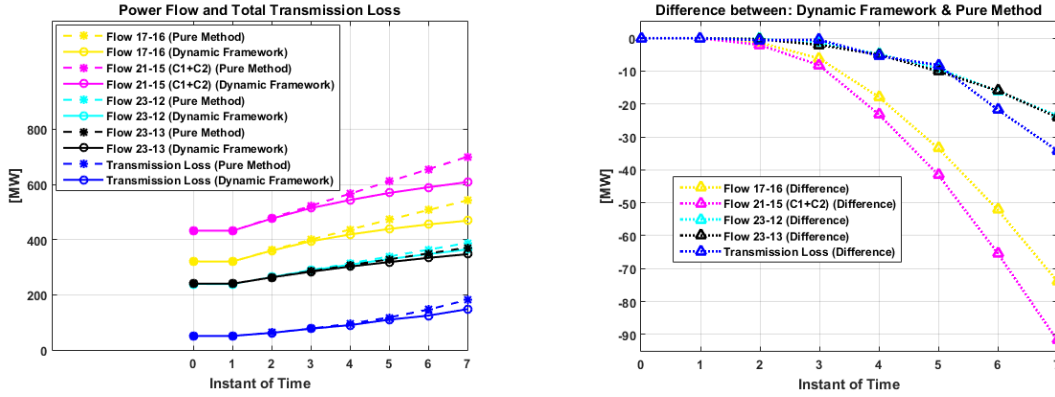 Power Flow and Total Transmission Loss
[MW]
800
600
400
200
0
Flow 17-16 (Pure Method)
Flow 17-16 (Dynamic Framework)
Flow 21-15 (C1+C2) (Pure Method)
Flow 21-15 (C1+C2) (Dynamic Framework)
Flow 23-12 (Pure Method)
Flow 23-12 (Dynamic Framework)
Flow 23-13 (Pure Method)
Flow 23-13 (Dynamic Framework)
Transmission Loss (Pure Method)
Transmission Loss (Dynamic Framework)
0 1 2 3 4 5 6 7
Instant of Time
Difference between: Dynamic Framework & Pure Method
[MW]
0
-10
-20
-30
-40
-50
-60
-70
-80
-90
Flow 17-16 (Difference)
Flow 21-15 (C1+C2) (Difference)
Flow 23-12 (Difference)
Flow 23-13 (Difference)
Transmission Loss (Difference)
0 1 2 3 4 5 6 7
Instant of Time